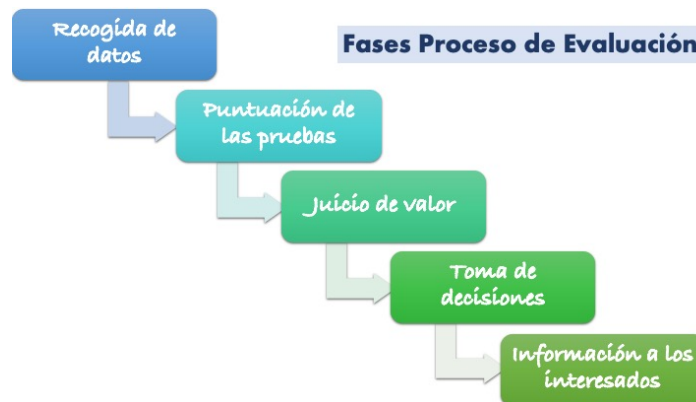 Recogida de
datos
Fases Proceso de Evaluación
Puntuación de
las pruebas
Juicio de valor
Toma de
decisiones
Información a los
interesados